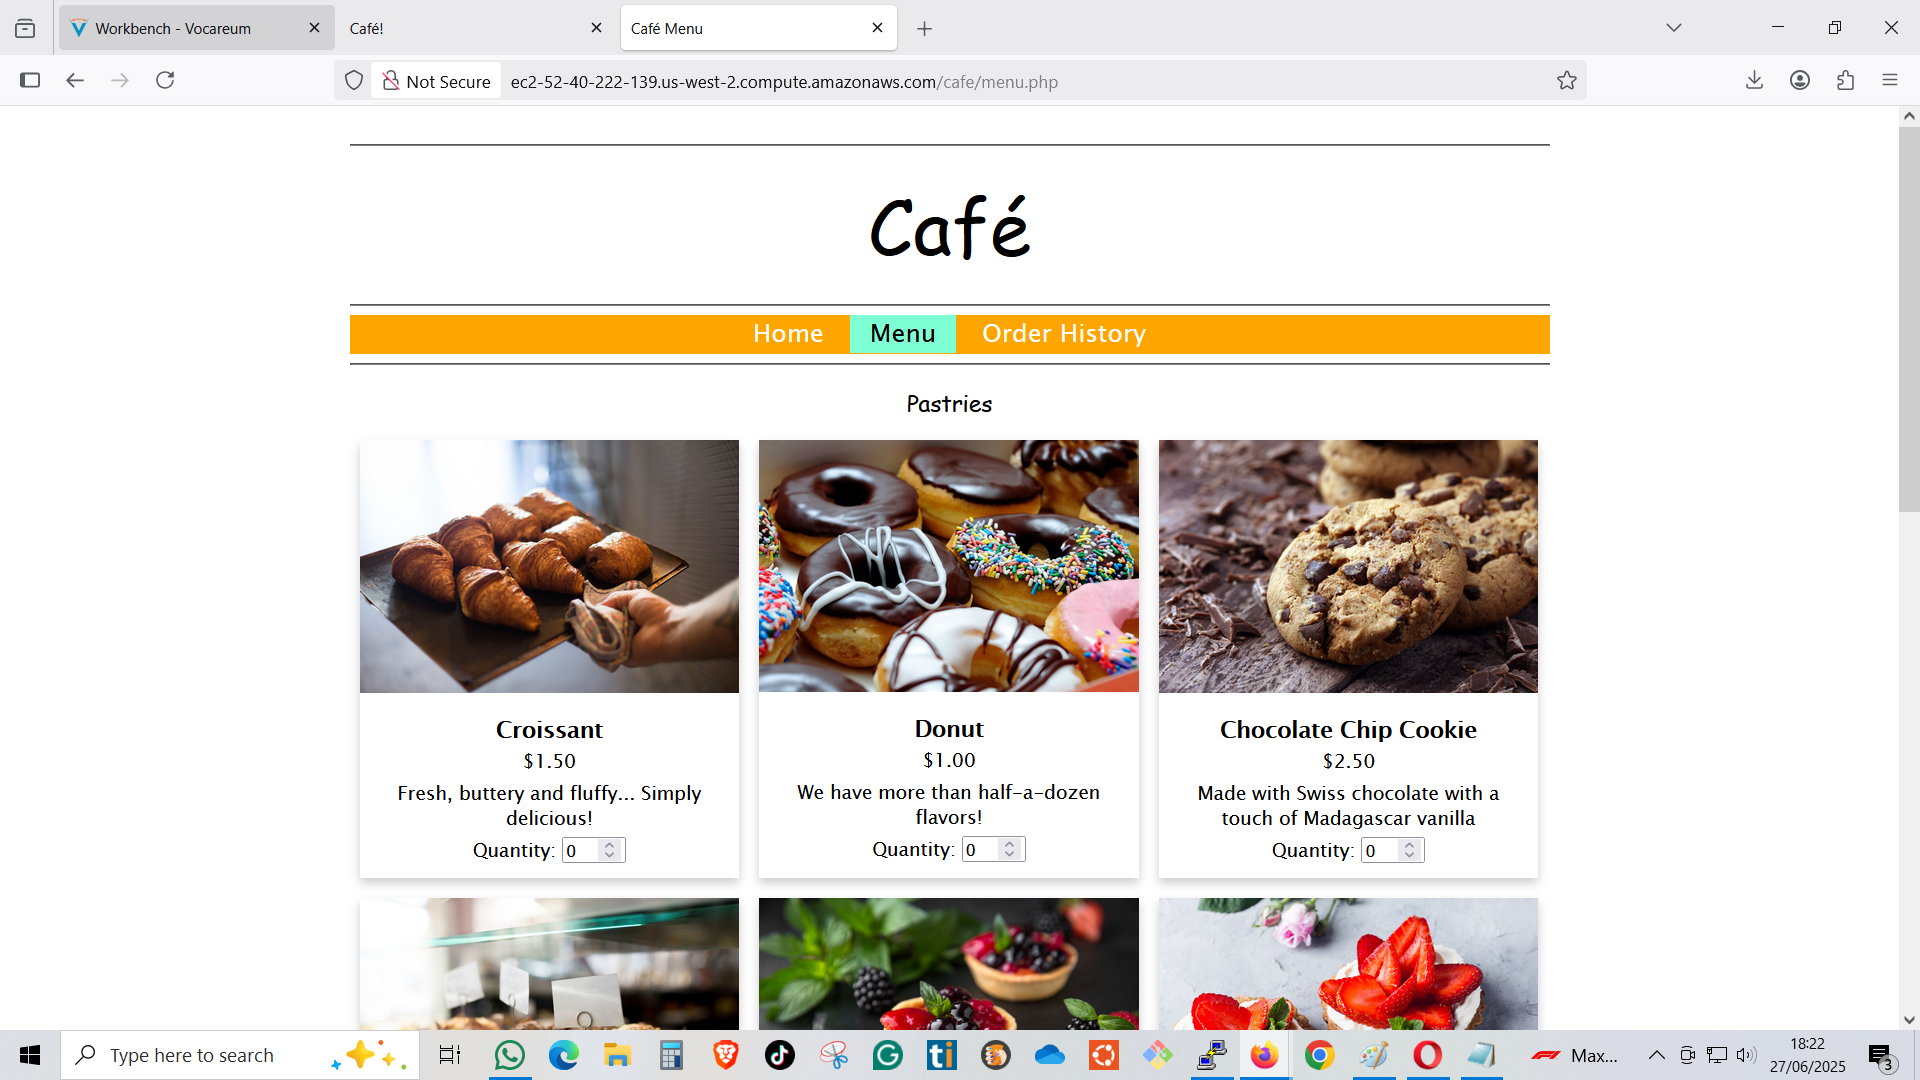 Workbench - Vocareum
Café!
Café Menu
Not Secure
ec2-52-40-222-139.us-west-2.compute.amazonaws.com/cafe/menu.php
Café
Home
Menu
Order History
Pastries
Croissant
$1.50
Fresh, buttery and fluffy... Simply
delicious!
Quantity: 0
Donut
$1.00
We have more than half-a-dozen
flavors!
Quantity: 0
Chocolate Chip Cookie
$2.50
Made with Swiss chocolate with a
touch of Madagascar vanilla
Quantity: 0
Type here to search
ti
Max...
18:22
27/06/2025
3